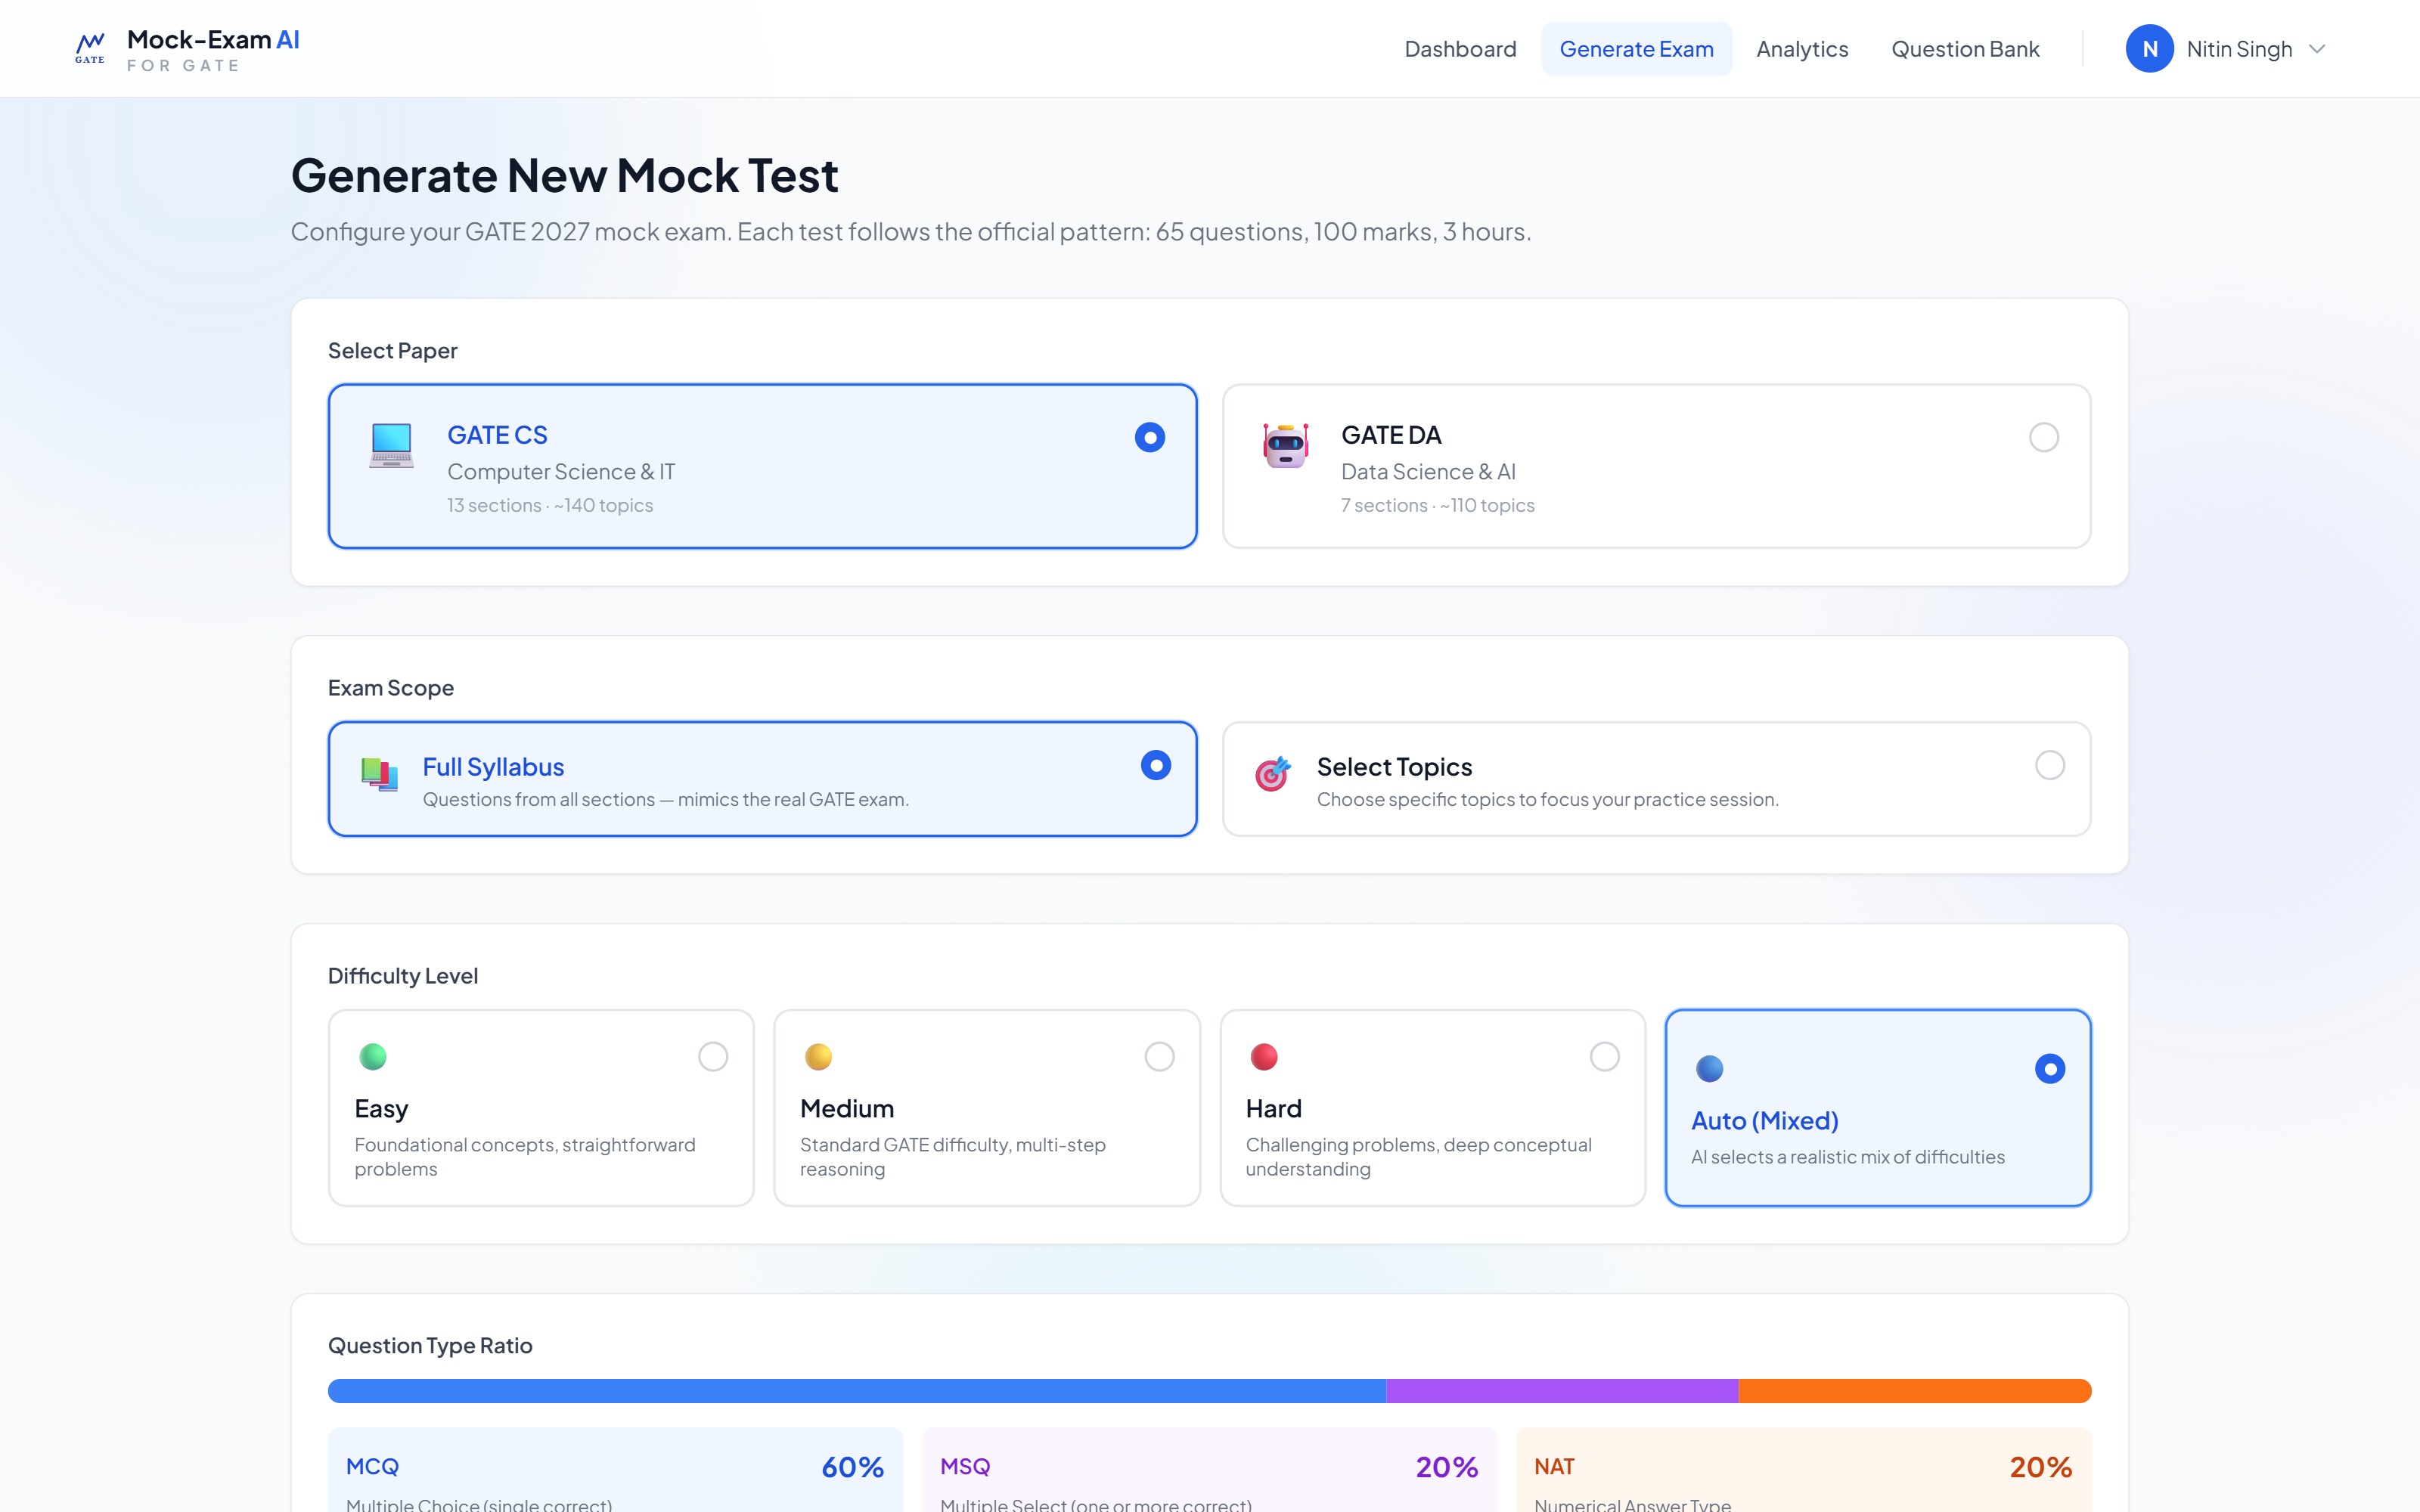 GATE
Mock-Exam AI
FOR GATE
Dashboard
Generate Exam
Analytics
Question Bank
N
Nitin Singh
Generate New Mock Test
Configure your GATE 2027 mock exam. Each test follows the official pattern: 65 questions, 100 marks, 3 hours.
Select Paper
GATE CS
Computer Science & IT
13 sections · ~140 topics
GATE DA
Data Science & AI
7 sections · ~110 topics
Exam Scope
Full Syllabus
Questions from all sections — mimics the real GATE exam.
Select Topics
Choose specific topics to focus your practice session.
Difficulty Level
Easy
Foundational concepts, straightforward
problems
Medium
Standard GATE difficulty, multi-step
reasoning
Hard
Challenging problems, deep conceptual
understanding
Auto (Mixed)
AI selects a realistic mix of difficulties
Question Type Ratio
MCQ
60%
Multiple Choice (single correct)
MSQ
20%
Multiple Select (one or more correct)
NAT
20%
Numerical Answer Type